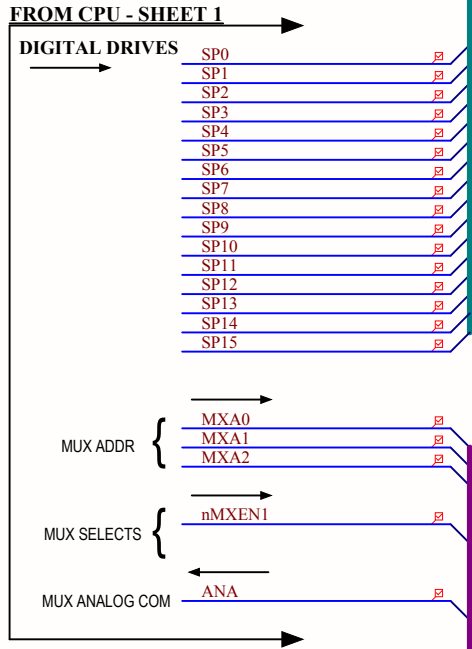 FROM CPU - SHEET 1
DIGITAL DRIVES
SP0
SP1
SP2
SP3
SP4
SP5
SP6
SP7
SP8
SP9
SP10
SP11
SP12
SP13
SP14
SP15
MUX ADDR {
MXA0
MXA1
MXA2
MUX SELECTS {
nMXEN1
MUX ANALOG COM
ANA